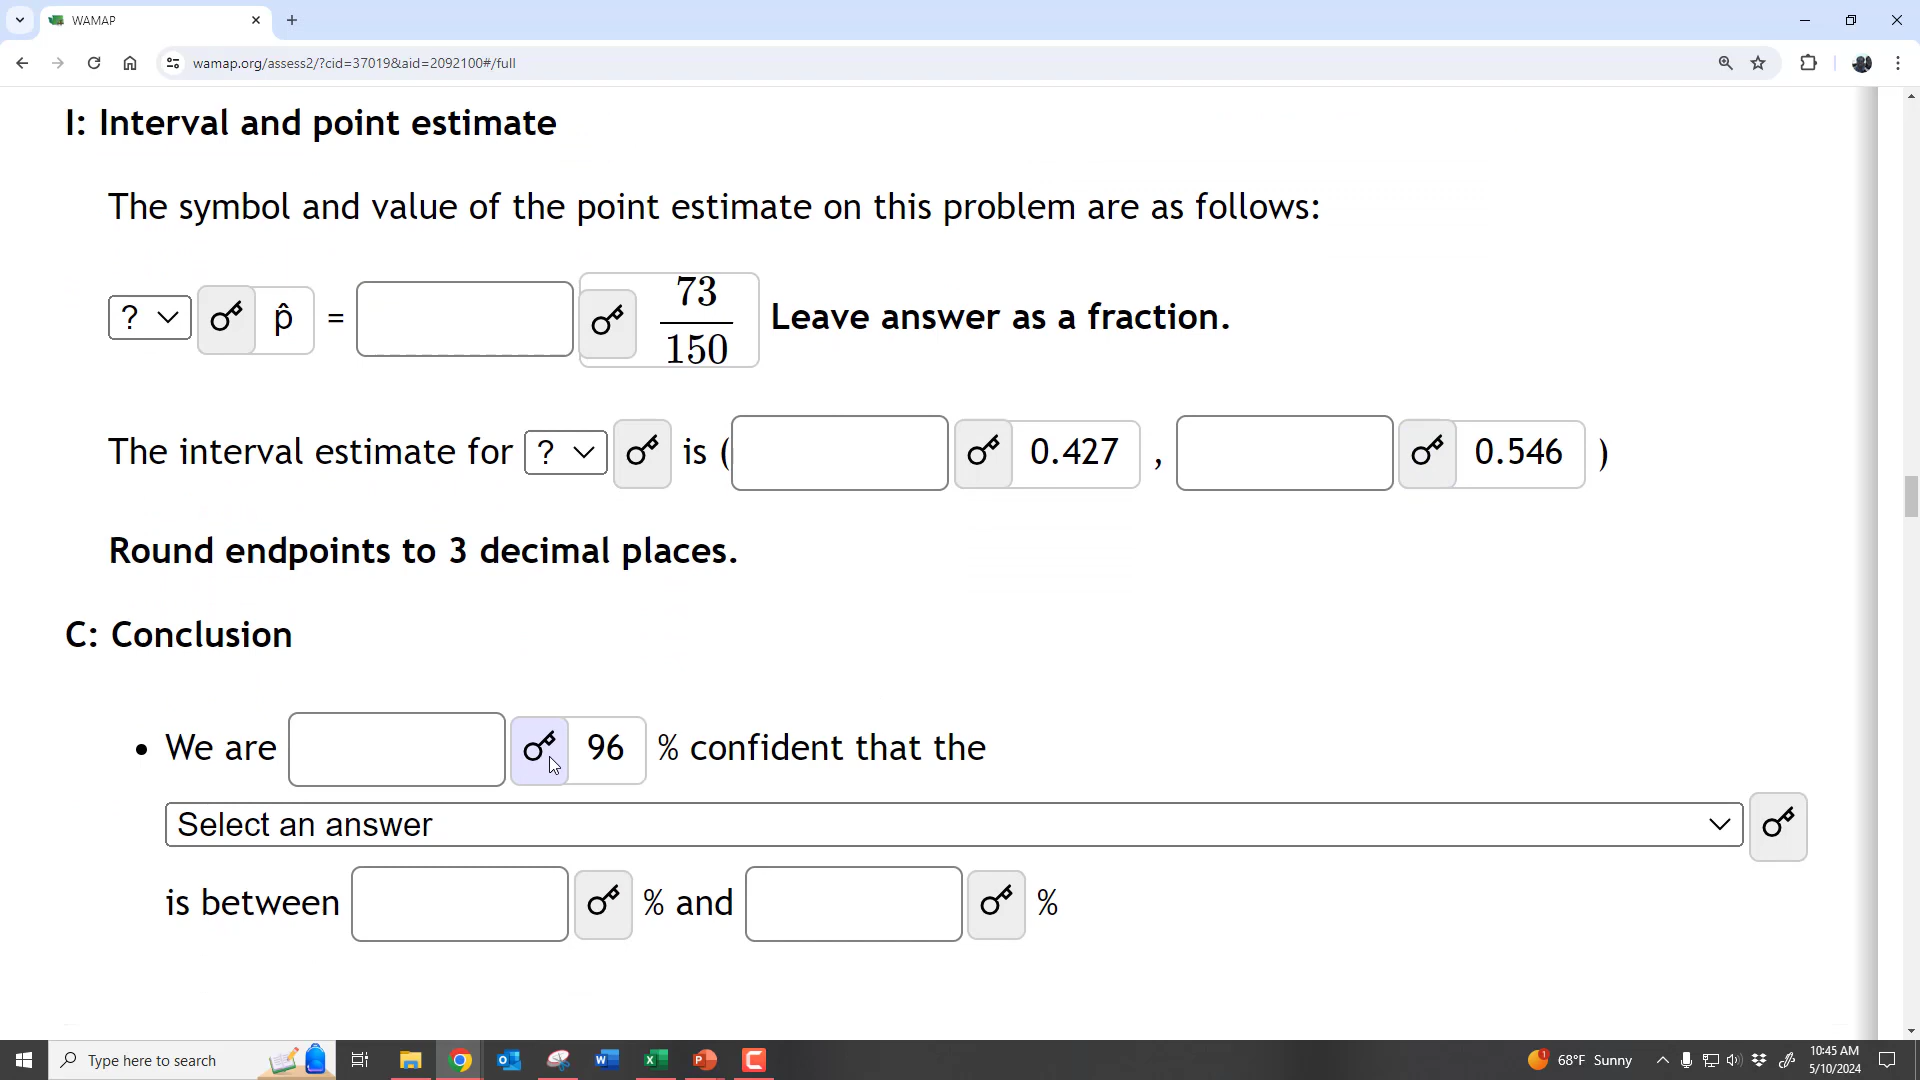 WAMAP
wamap.org/assess2/?cid=37019&aid=2092100#/full
I: Interval and point estimate
The symbol and value of the point estimate on this problem are as follows:
? p̂ = 73/150 Leave answer as a fraction.
The interval estimate for ? is ( 0.427 , 0.546 )
Round endpoints to 3 decimal places.
C: Conclusion
• We are 96 % confident that the
Select an answer
is between % and %
Type here to search
68°F Sunny
10:45 AM
5/10/2024